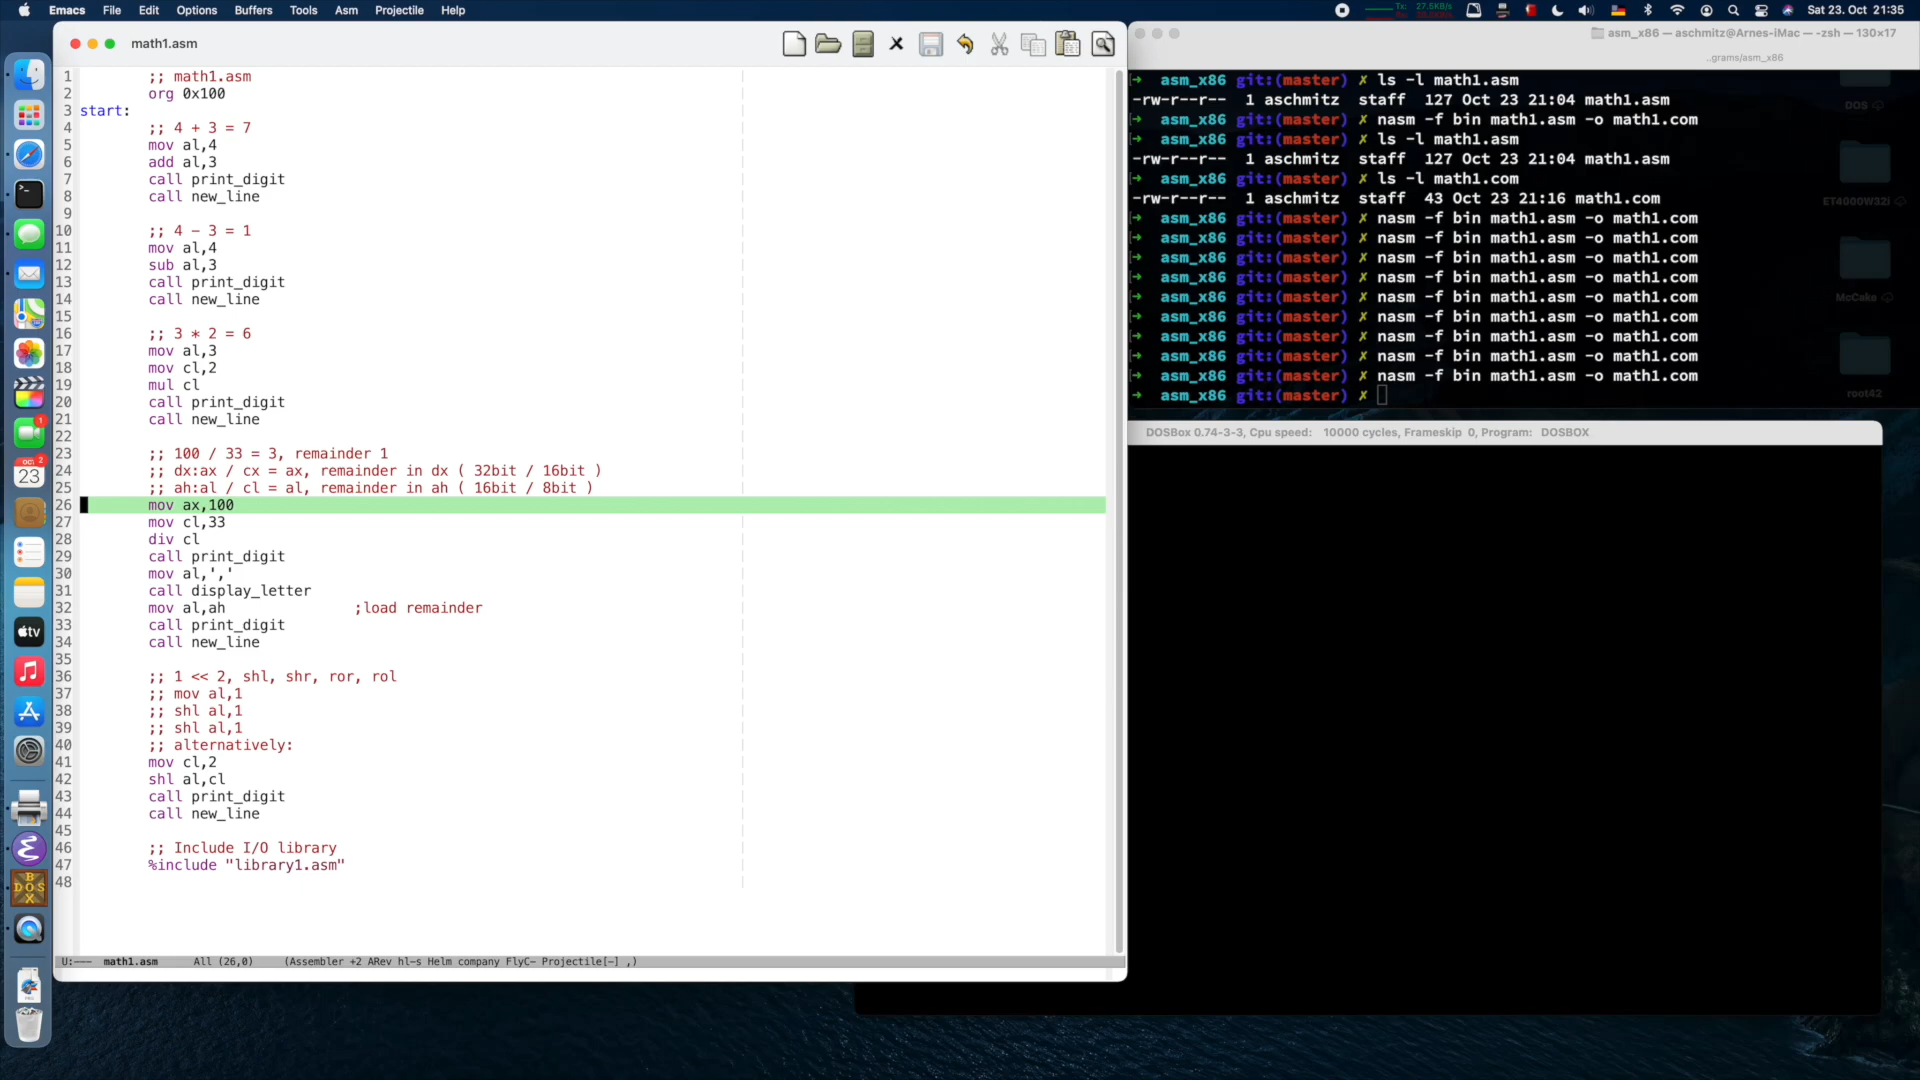 Emacs File Edit Options Buffers Tools Asm Projectile Help
Tx: 27.5KB/s
Sat 23. Oct 21:35
math1.asm
1 ;; math1.asm
2 org 0x100
3 start:
4 ;; 4 + 3 = 7
5 mov al,4
6 add al,3
7 call print_digit
8 call new_line
9
10 ;; 4 - 3 = 1
11 mov al,4
12 sub al,3
13 call print_digit
14 call new_line
15
16 ;; 3 * 2 = 6
17 mov al,3
18 mov cl,2
19 mul cl
20 call print_digit
21 call new_line
22
23 ;; 100 / 33 = 3, remainder 1
24 ;; dx:ax / cx = ax, remainder in dx ( 32bit / 16bit )
25 ;; ah:al / cl = al, remainder in ah ( 16bit / 8bit )
26 mov ax,100
27 mov cl,33
28 div cl
29 call print_digit
30 mov al,','
31 call display_letter
32 mov al,ah ;load remainder
33 call print_digit
34 call new_line
35
36 ;; 1 << 2, shl, shr, ror, rol
37 ;; mov al,1
38 ;; shl al,1
39 ;; shl al,1
40 ;; alternatively:
41 mov cl,2
42 shl al,cl
43 call print_digit
44 call new_line
45
46 ;; Include I/O library
47 %include "library1.asm"
48
U:--- math1.asm All (26,0) (Assembler +2 ARev hl-s Helm company FlyC- Projectile[-] ,)
asm_x86 — aschmitz@Arnes-iMac — -zsh — 130×17
..grams/asm_x86
[➜ asm_x86 git:(master) ✗ ls -l math1.asm
-rw-r--r-- 1 aschmitz staff 127 Oct 23 21:04 math1.asm
[➜ asm_x86 git:(master) ✗ nasm -f bin math1.asm -o math1.com
[➜ asm_x86 git:(master) ✗ ls -l math1.asm
-rw-r--r-- 1 aschmitz staff 127 Oct 23 21:04 math1.asm
[➜ asm_x86 git:(master) ✗ ls -l math1.com
-rw-r--r-- 1 aschmitz staff 43 Oct 23 21:16 math1.com
[➜ asm_x86 git:(master) ✗ nasm -f bin math1.asm -o math1.com
[➜ asm_x86 git:(master) ✗ nasm -f bin math1.asm -o math1.com
[➜ asm_x86 git:(master) ✗ nasm -f bin math1.asm -o math1.com
[➜ asm_x86 git:(master) ✗ nasm -f bin math1.asm -o math1.com
[➜ asm_x86 git:(master) ✗ nasm -f bin math1.asm -o math1.com
[➜ asm_x86 git:(master) ✗ nasm -f bin math1.asm -o math1.com
[➜ asm_x86 git:(master) ✗ nasm -f bin math1.asm -o math1.com
[➜ asm_x86 git:(master) ✗ nasm -f bin math1.asm -o math1.com
[➜ asm_x86 git:(master) ✗ nasm -f bin math1.asm -o math1.com
➜ asm_x86 git:(master) ✗
DOS
ET4000W32i
McCake
root42
DOSBox 0.74-3-3, Cpu speed: 10000 cycles, Frameskip 0, Program: DOSBOX
1
2
23
tv
DOS
BOX